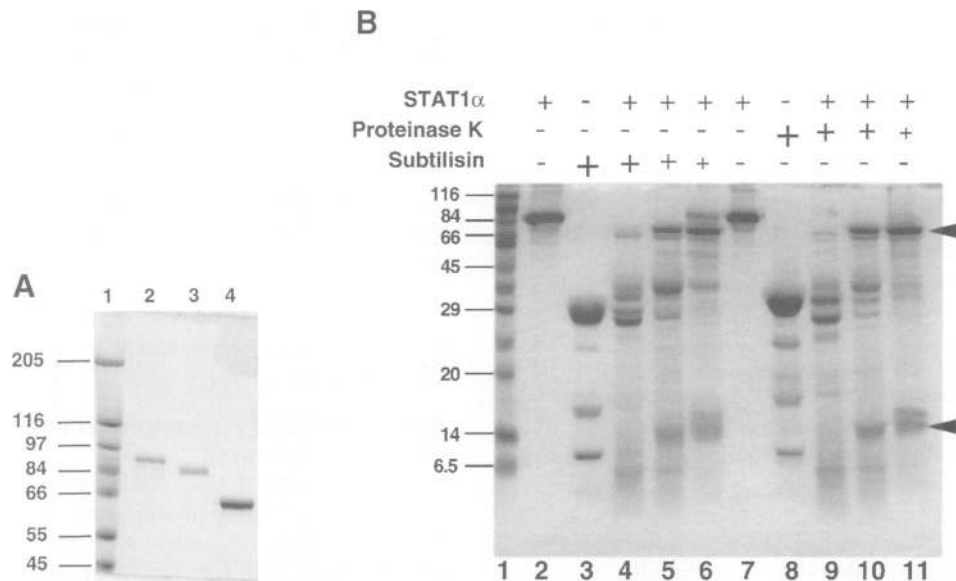 B
STAT1α + - + + + + - + + +
Proteinase K - - - - - - + + + +
Subtilisin - + + + + - - - - -
116
84
66
45
29
20
14
6.5
1 2 3 4 5 6 7 8 9 10 11
A
1 2 3 4
205
116
97
84
66
55
45